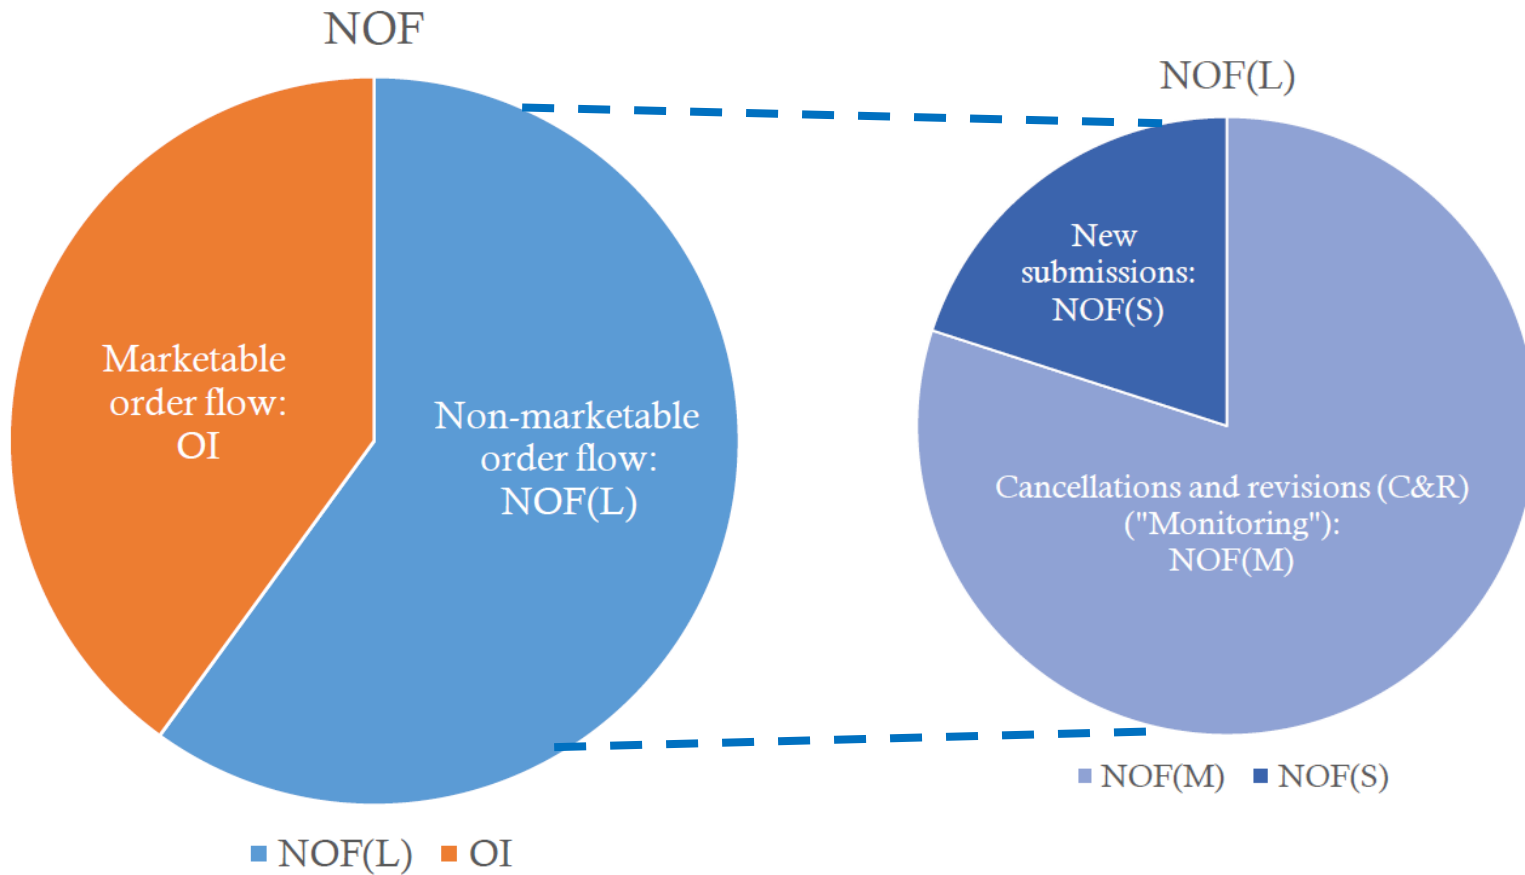 NOF
Marketable
order flow:
OI
Non-marketable
order flow:
NOF(L)
NOF(L) OI
NOF(L)
New
submissions:
NOF(S)
Cancellations and revisions (C&R)
("Monitoring"):
NOF(M)
NOF(M) NOF(S)